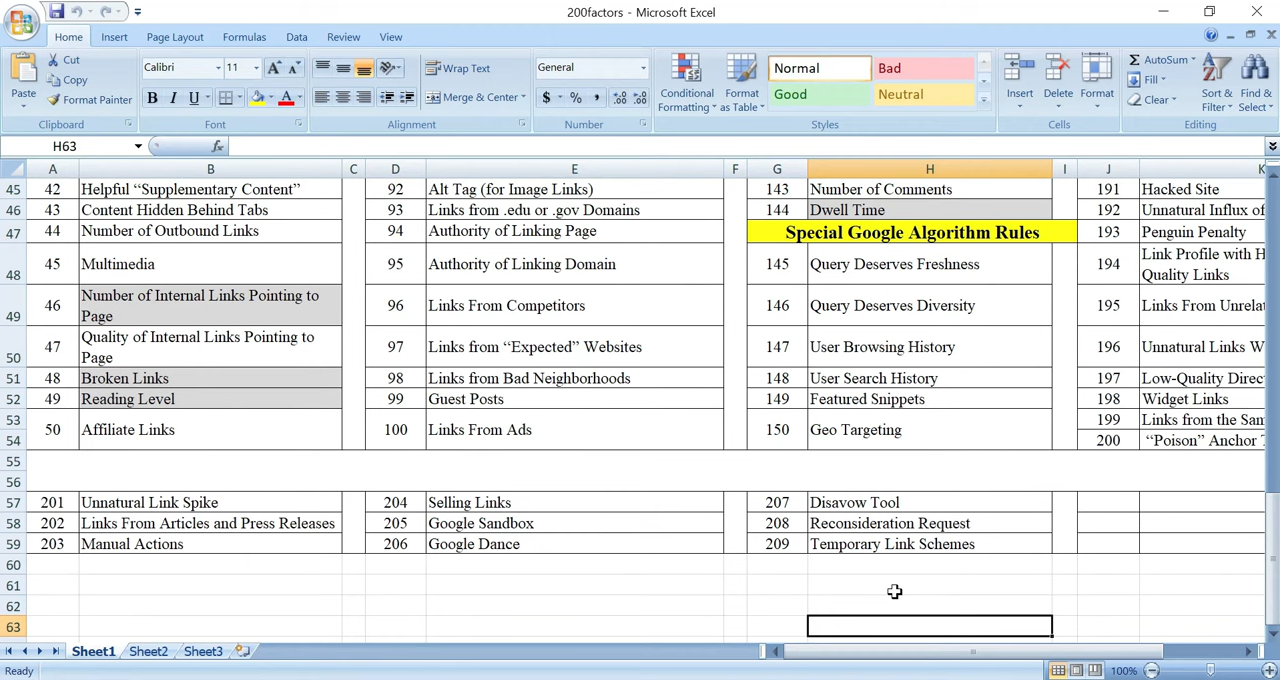 200factors - Microsoft Excel
Home Insert Page Layout Formulas Data Review View
Paste
Cut
Copy
Format Painter
Clipboard
Calibri 11
B I U
Font
Wrap Text
Merge & Center
Alignment
General
$ % ,
Number
Conditional Formatting
Format as Table
Normal Bad
Good Neutral
Styles
Insert Delete Format
Cells
AutoSum
Fill
Clear
Sort & Filter
Find & Select
Editing
H63 fx
A B C D E F G H I J K
45 42 Helpful “Supplementary Content” 92 Alt Tag (for Image Links) 143 Number of Comments 191 Hacked Site
46 43 Content Hidden Behind Tabs 93 Links from .edu or .gov Domains 144 Dwell Time 192 Unnatural Influx of
47 44 Number of Outbound Links 94 Authority of Linking Page Special Google Algorithm Rules 193 Penguin Penalty
48 45 Multimedia 95 Authority of Linking Domain 145 Query Deserves Freshness 194 Link Profile with H
Quality Links
49 46 Number of Internal Links Pointing to
Page 96 Links From Competitors 146 Query Deserves Diversity 195 Links From Unrela
50 47 Quality of Internal Links Pointing to
Page 97 Links from “Expected” Websites 147 User Browsing History 196 Unnatural Links W
51 48 Broken Links 98 Links from Bad Neighborhoods 148 User Search History 197 Low-Quality Direc
52 49 Reading Level 99 Guest Posts 149 Featured Snippets 198 Widget Links
53 199 Links from the Sam
54 50 Affiliate Links 100 Links From Ads 150 Geo Targeting 200 “Poison” Anchor T
55
56
57 201 Unnatural Link Spike 204 Selling Links 207 Disavow Tool
58 202 Links From Articles and Press Releases 205 Google Sandbox 208 Reconsideration Request
59 203 Manual Actions 206 Google Dance 209 Temporary Link Schemes
60
61
62
63
Sheet1 Sheet2 Sheet3
Ready 100%